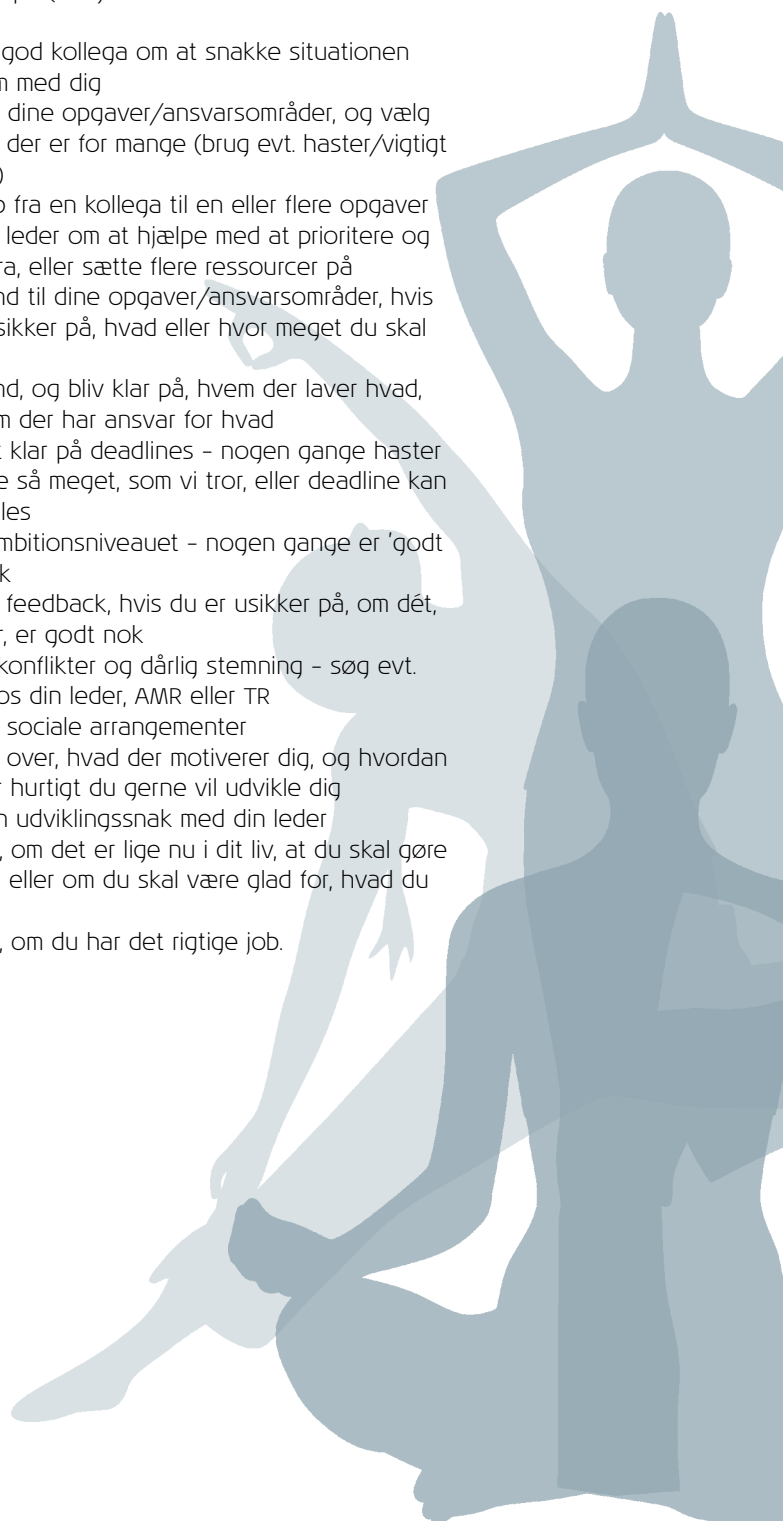 god kollega om at snakke situationen
med dig
dine opgaver/ansvarsområder, og vælg
der er for mange (brug evt. haster/vigtigt
)
fra en kollega til en eller flere opgaver
leder om at hjælpe med at prioritere og
eller sætte flere ressourcer på
til dine opgaver/ansvarsområder, hvis
på, hvad eller hvor meget du skal
og bliv klar på, hvem der laver hvad,
der har ansvar for hvad
klar på deadlines – nogen gange haster
så meget, som vi tror, eller deadline kan
– nogen gange er 'godt
feedback, hvis du er usikker på, om dét,
er godt nok
konflikter og dårlig stemning – søg evt.
din leder, AMR eller TR
sociale arrangementer
over, hvad der motiverer dig, og hvordan
hurtigt du gerne vil udvikle dig
udviklingssnak med din leder
om det er lige nu i dit liv, at du skal gøre
eller om du skal være glad for, hvad du
, om du har det rigtige job.